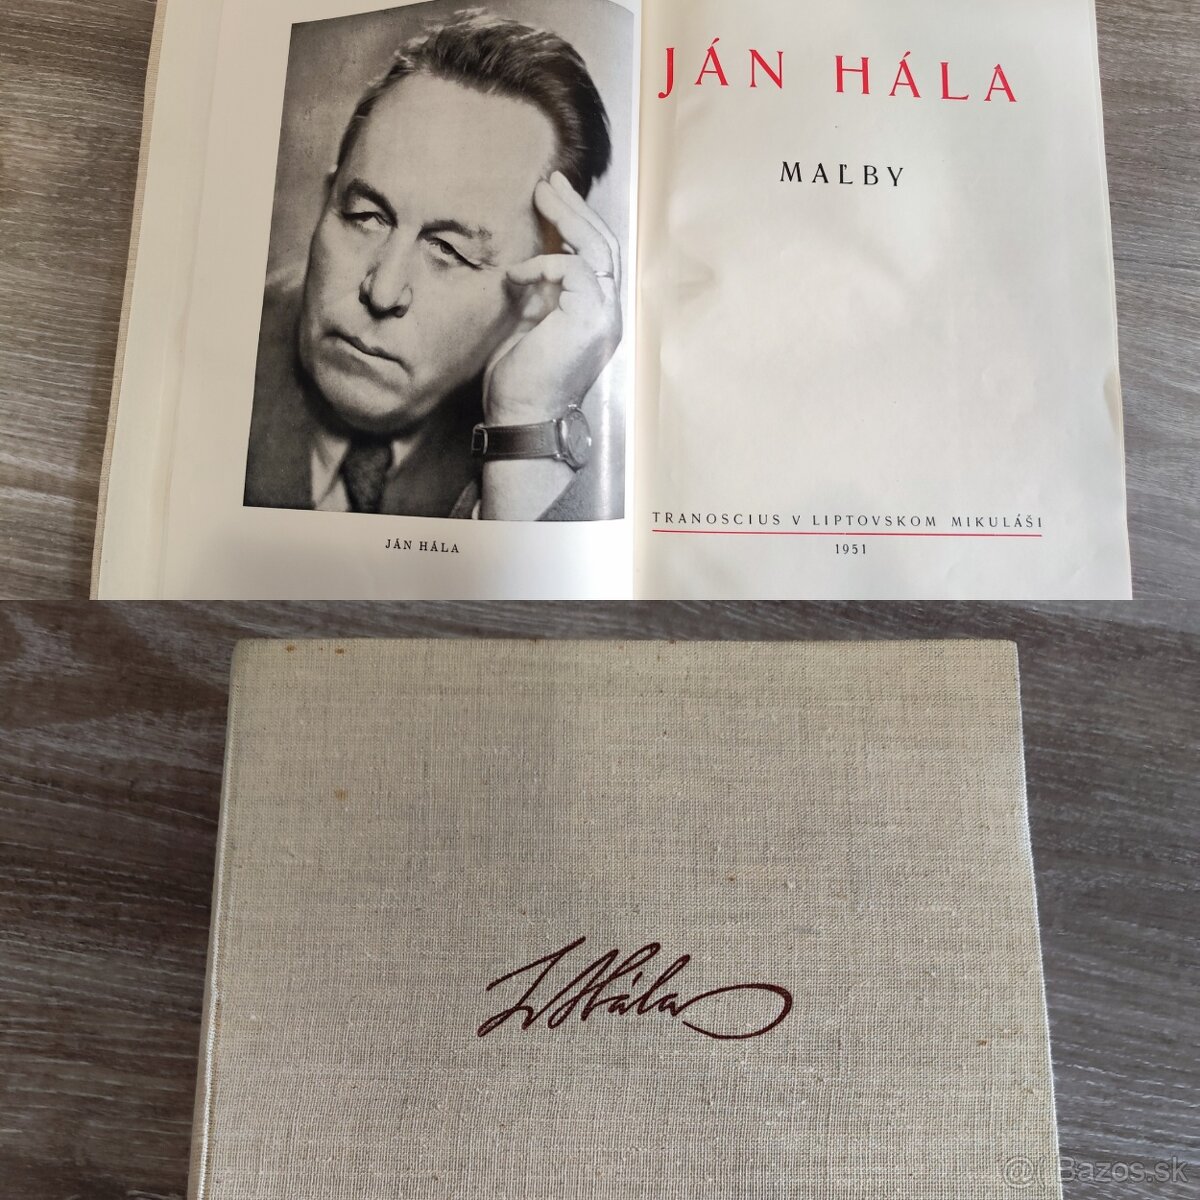 JÁN HÁLA
MAĽBY
TRANOSCIUS V LIPTOVSKOM MIKULÁŠI
1951
JÁN HÁLA
Hála
Bazos.sk